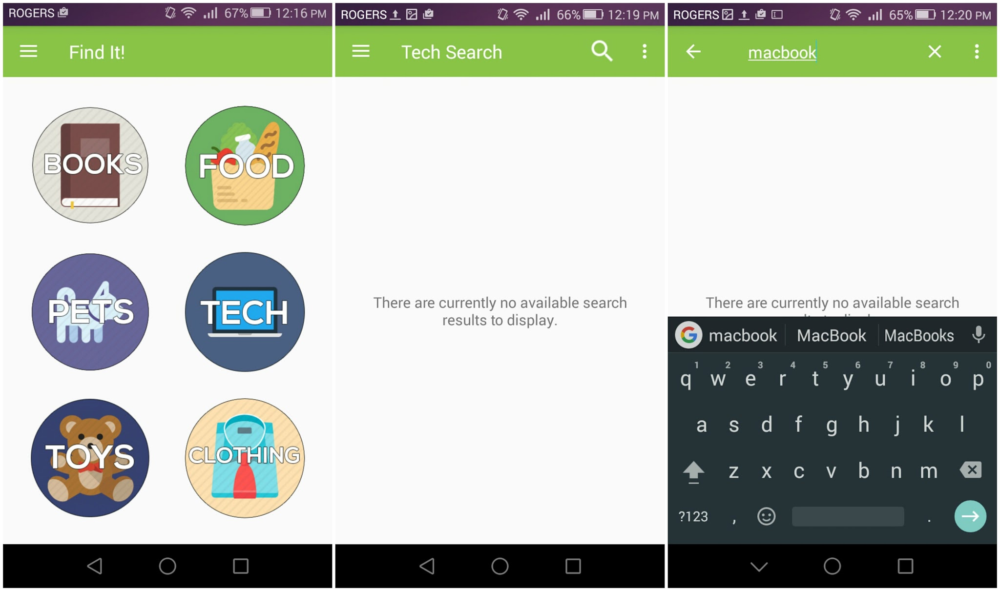 ROGERS 67% 12:16 PM
Find It!
BOOKS
FOOD
PETS
TECH
TOYS
CLOTHING
ROGERS 66% 12:19 PM
Tech Search
There are currently no available search
results to display.
ROGERS 65% 12:20 PM
macbook
There are currently no available search
G macbook MacBook MacBooks
1 2 3 4 5 6 7 8 9 0
q w e r t y u i o p
a s d f g h j k l
z x c v b n m
?123 , .